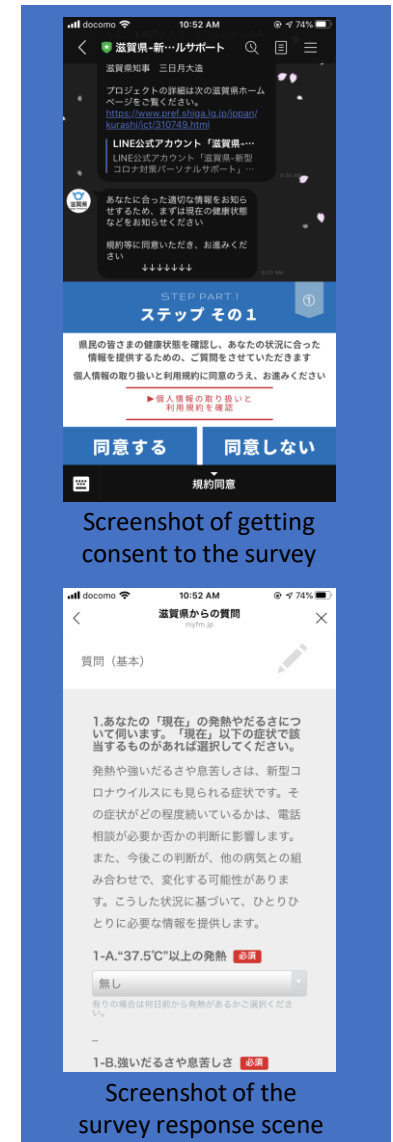 docomo 10:52 AM 74%
滋賀県-新…ルサポート
滋賀県知事 三日月大造
プロジェクトの詳細は次の滋賀県ホーム
ページをご覧ください。
https://www.pref.shiga.lg.jp/ippan/
kurashi/ict/310749.html
LINE公式アカウント「滋賀県-…
LINE公式アカウント「滋賀県-新型
コロナ対策パーソナルサポート」…
滋賀県
あなたに合った適切な情報をお知ら
せするため、まずは現在の健康状態
などをお知らせください
規約等に同意いただき、お進みくだ
さい
↓↓↓↓↓↓↓
STEP PART.1
ステップ その1
①
県民の皆さまの健康状態を確認し、あなたの状況に合った
情報を提供するための、ご質問をさせていただきます
個人情報の取り扱いと利用規約に同意のうえ、お進みください
▶個人情報の取り扱いと
利用規約を確認
同意する 同意しない
規約同意
Screenshot of getting
consent to the survey
docomo 10:52 AM 74%
滋賀県からの質問
myfm.jp
質問（基本）
1.あなたの「現在」の発熱やだるさにつ
いて伺います。「現在」以下の症状で該
当するものがあれば選択してください。
発熱や強いだるさや息苦しさは、新型コ
ロナウイルスにも見られる症状です。そ
の症状がどの程度続いているかは、電話
相談が必要か否かの判断に影響します。
また、今後この判断が、他の病気との組
み合わせで、変化する可能性がありま
す。こうした状況に基づいて、ひとりひ
とりに必要な情報を提供します。
1-A.“37.5℃”以上の発熱 必須
無し
有りの場合は何日前から発熱があるかご選択くださ
い。
–
1-B.強いだるさや息苦しさ 必須
Screenshot of the
survey response scene